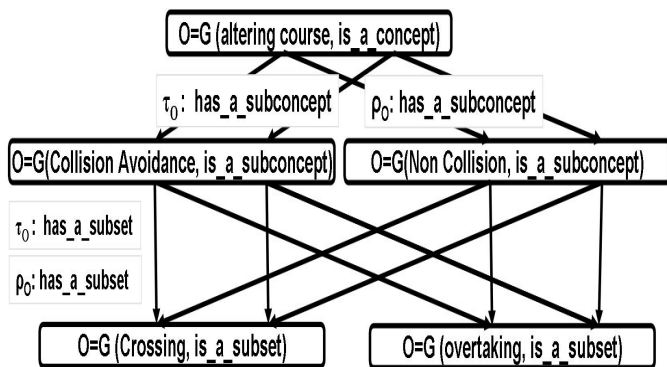 O=G (altering course, is_a_concept)
τ₀: has_a_subconcept
ρ₀: has_a_subconcept
O=G(Collision Avoidance, is_a_subconcept)
O=G(Non Collision, is_a_subconcept)
τ₀: has_a_subset
ρ₀: has_a_subset
O=G (Crossing, is_a_subset)
O=G (overtaking, is_a_subset)